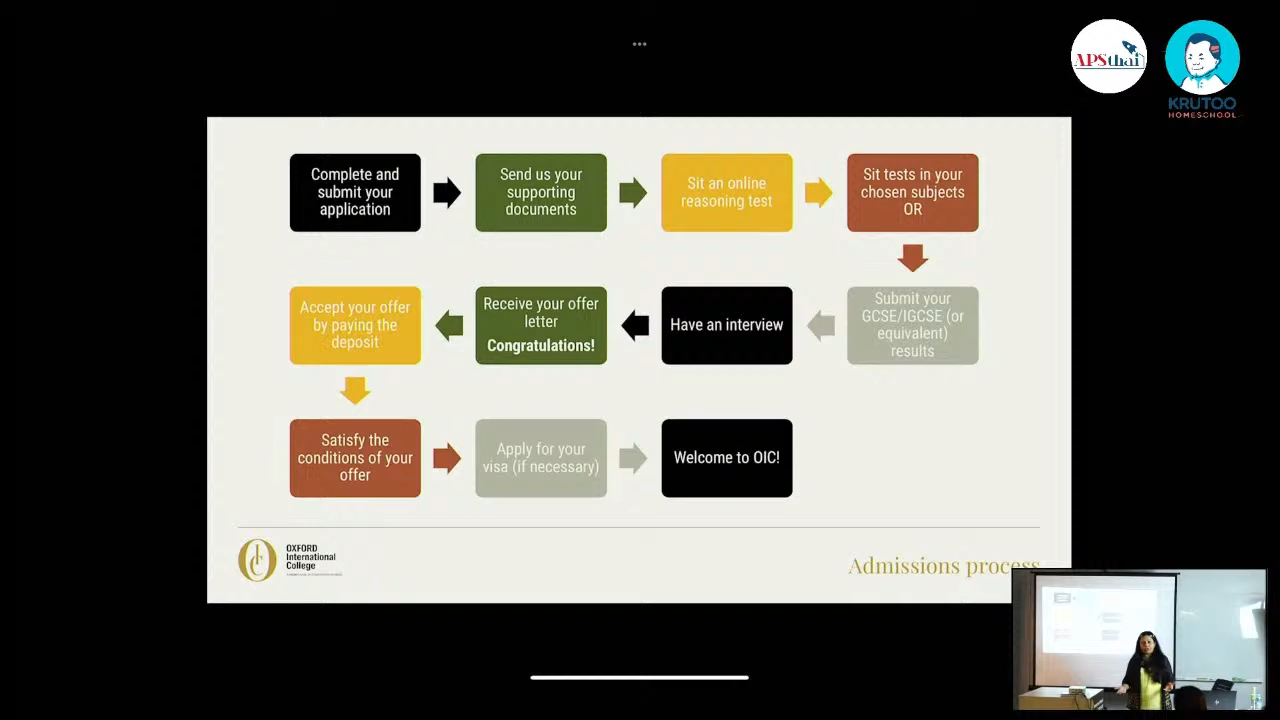 APSthai
KRUTOO
HOMESCHOOL
Complete and
submit your
application
Send us your
supporting
documents
Sit an online
reasoning test
Sit tests in your
chosen subjects
OR
Submit your
GCSE/IGCSE (or
equivalent)
results
Have an interview
Receive your offer
letter
Congratulations!
Accept your offer
by paying the
deposit
Satisfy the
conditions of your
offer
Apply for your
visa (if necessary)
Welcome to OIC!
OXFORD
International
College
Admissions process